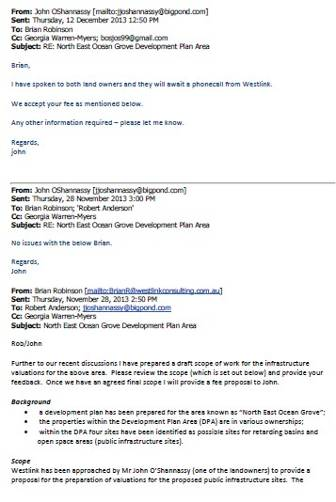 From: John OShannassy [mailto:jjoshannassy@bigpond.com]
Sent: Thursday, 12 December 2013 12:50 PM
To: Brian Robinson
Cc: Georgia Warren-Myers; bosjos99@gmail.com
Subject: RE: North East Ocean Grove Development Plan Area
Brian,
I have spoken to both land owners and they will await a phonecall from Westlink.
We accept your fee as mentioned below.
Any other information required – please let me know.
Regards,
john
From: John OShannassy [jjoshannassy@bigpond.com]
Sent: Thursday, 28 November 2013 3:00 PM
To: Brian Robinson; 'Robert Anderson'
Cc: Georgia Warren-Myers
Subject: RE: North East Ocean Grove Development Plan Area
No issues with the below Brian.
Regards,
John
From: Brian Robinson [mailto:BrianR@westlinkconsulting.com.au]
Sent: Thursday, November 28, 2013 2:50 PM
To: Robert Anderson; jjoshannassy@bigpond.com
Cc: Georgia Warren-Myers
Subject: North East Ocean Grove Development Plan Area
Rob/John
Further to our recent discussions I have prepared a draft scope of work for the infrastructure
valuations for the above area. Please review the scope (which is set out below) and provide your
feedback. Once we have an agreed final scope I will provide a fee proposal to John.
Background
• a development plan has been prepared for the area known as "North East Ocean Grove";
• the properties within the Development Plan Area (DPA) are in various ownerships;
• within the DPA four sites have been identified as possible sites for retarding basins and
open space areas (public infrastructure sites).
Scope
Westlink has been approached by Mr John O'Shannassy (one of the landowners) to provide a
proposal for the preparation of valuations for the proposed public infrastructure sites. The